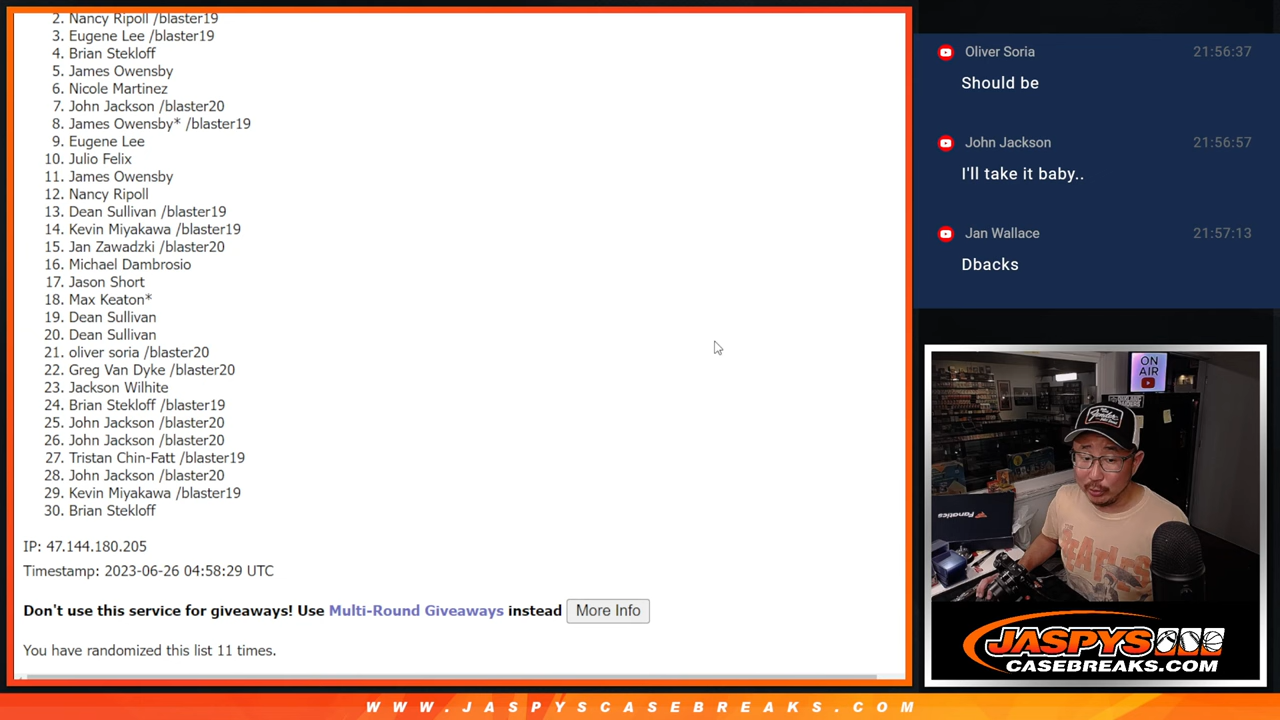 2. Nancy Ripoll /blaster19
3. Eugene Lee /blaster19
4. Brian Stekloff
5. James Owensby
6. Nicole Martinez
7. John Jackson /blaster20
8. James Owensby* /blaster19
9. Eugene Lee
10. Julio Felix
11. James Owensby
12. Nancy Ripoll
13. Dean Sullivan /blaster19
14. Kevin Miyakawa /blaster19
15. Jan Zawadzki /blaster20
16. Michael Dambrosio
17. Jason Short
18. Max Keaton*
19. Dean Sullivan
20. Dean Sullivan
21. oliver soria /blaster20
22. Greg Van Dyke /blaster20
23. Jackson Wilhite
24. Brian Stekloff /blaster19
25. John Jackson /blaster20
26. John Jackson /blaster20
27. Tristan Chin-Fatt /blaster19
28. John Jackson /blaster20
29. Kevin Miyakawa /blaster19
30. Brian Stekloff
IP: 47.144.180.205
Timestamp: 2023-06-26 04:58:29 UTC
Don't use this service for giveaways! Use Multi-Round Giveaways instead More Info
You have randomized this list 11 times.
Oliver Soria 21:56:37
Should be
John Jackson 21:56:57
I'll take it baby..
Jan Wallace 21:57:13
Dbacks
ON
AIR
Fanatics
JASPYS
CASEBREAKS.COM
WWW.JASPYSCASEBREAKS.COM